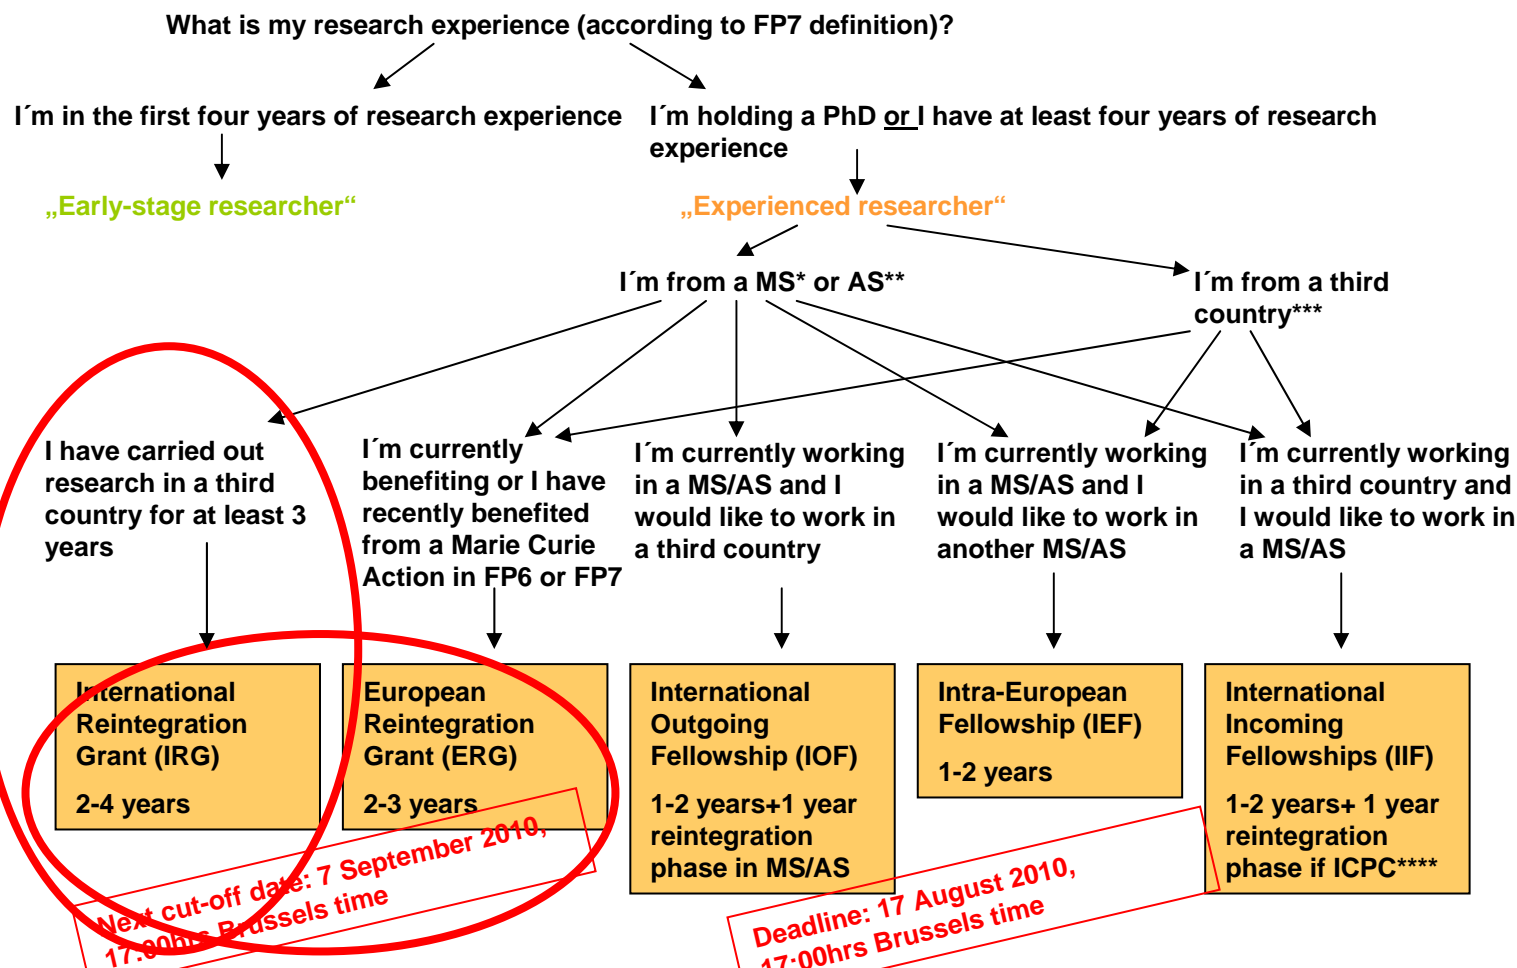 What is my research experience (according to FP7 definition)?
I´m in the first four years of research experience
I´m holding a PhD or I have at least four years of research
experience
„Early-stage researcher“
„Experienced researcher“
I´m from a MS* or AS**
I´m from a third
country***
I have carried out
research in a third
country for at least 3
years
I´m currently
benefiting or I have
recently benefited
from a Marie Curie
Action in FP6 or FP7
I´m currently working
in a MS/AS and I
would like to work in
a third country
I´m currently working
in a MS/AS and I
would like to work in
another MS/AS
I´m currently working
in a third country and
I would like to work in
a MS/AS
International
Reintegration
Grant (IRG)
2-4 years
European
Reintegration
Grant (ERG)
2-3 years
International
Outgoing
Fellowship (IOF)
1-2 years+1 year
reintegration
phase in MS/AS
Intra-European
Fellowship (IEF)
1-2 years
International
Incoming
Fellowships (IIF)
1-2 years+ 1 year
reintegration
phase if ICPC****
Next cut-off date: 7 September 2010,
17:00hrs Brussels time
Deadline: 17 August 2010,
17:00hrs Brussels time